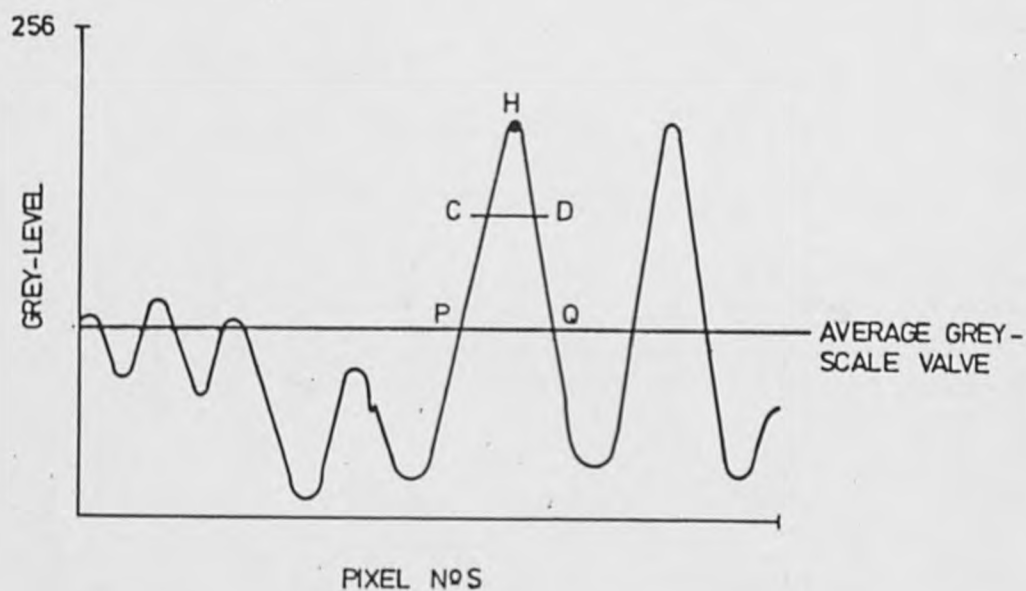 256
H
C
D
GREY-LEVEL
P
Q
AVERAGE GREY-
SCALE VALVE
PIXEL NOS